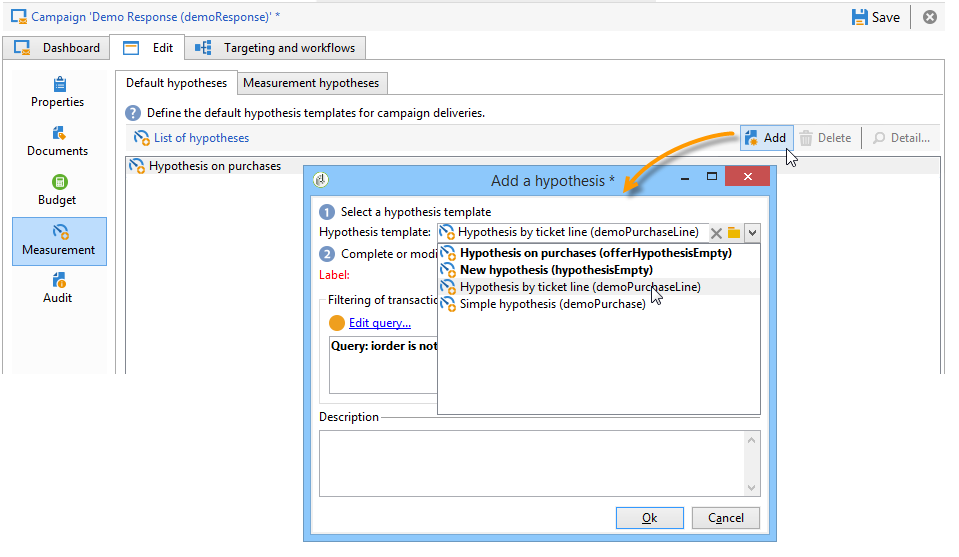 Campaign 'Demo Response (demoResponse)' *
Save
Dashboard
Edit
Targeting and workflows
Properties
Documents
Budget
Measurement
Audit
Default hypotheses
Measurement hypotheses
Define the default hypothesis templates for campaign deliveries.
List of hypotheses
Add
Delete
Detail...
Hypothesis on purchases
Add a hypothesis *
1 Select a hypothesis template
Hypothesis template:
Hypothesis by ticket line (demoPurchaseLine)
Hypothesis on purchases (offerHypothesisEmpty)
New hypothesis (hypothesisEmpty)
Hypothesis by ticket line (demoPurchaseLine)
Simple hypothesis (demoPurchase)
2 Complete or modi
Label:
Filtering of transactio
Edit query...
Query: iorder is not
Description
Ok
Cancel